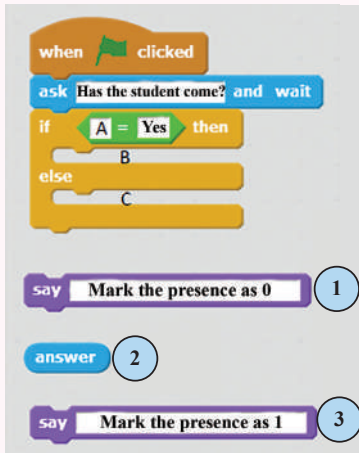 when clicked
ask Has the student come? and wait
if A = Yes then
B
else
C
say Mark the presence as 0 1
answer 2
say Mark the presence as 1 3